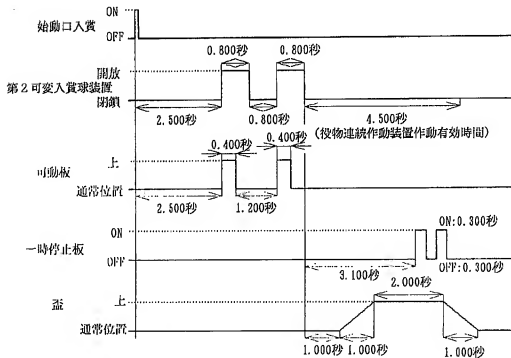 始動口入賞
ON
OFF
0.800秒
0.800秒
第2可変入賞球装置
開放
閉鎖
2.500秒
0.800秒
4.500秒
(役物連続作動装置作動有効時間)
0.400秒
0.400秒
可動板
上
通常位置
2.500秒
1.200秒
ON:0.300秒
一時停止板
ON
OFF
OFF:0.300秒
3.100秒
2.000秒
盃
上
通常位置
1.000秒
1.000秒
1.000秒